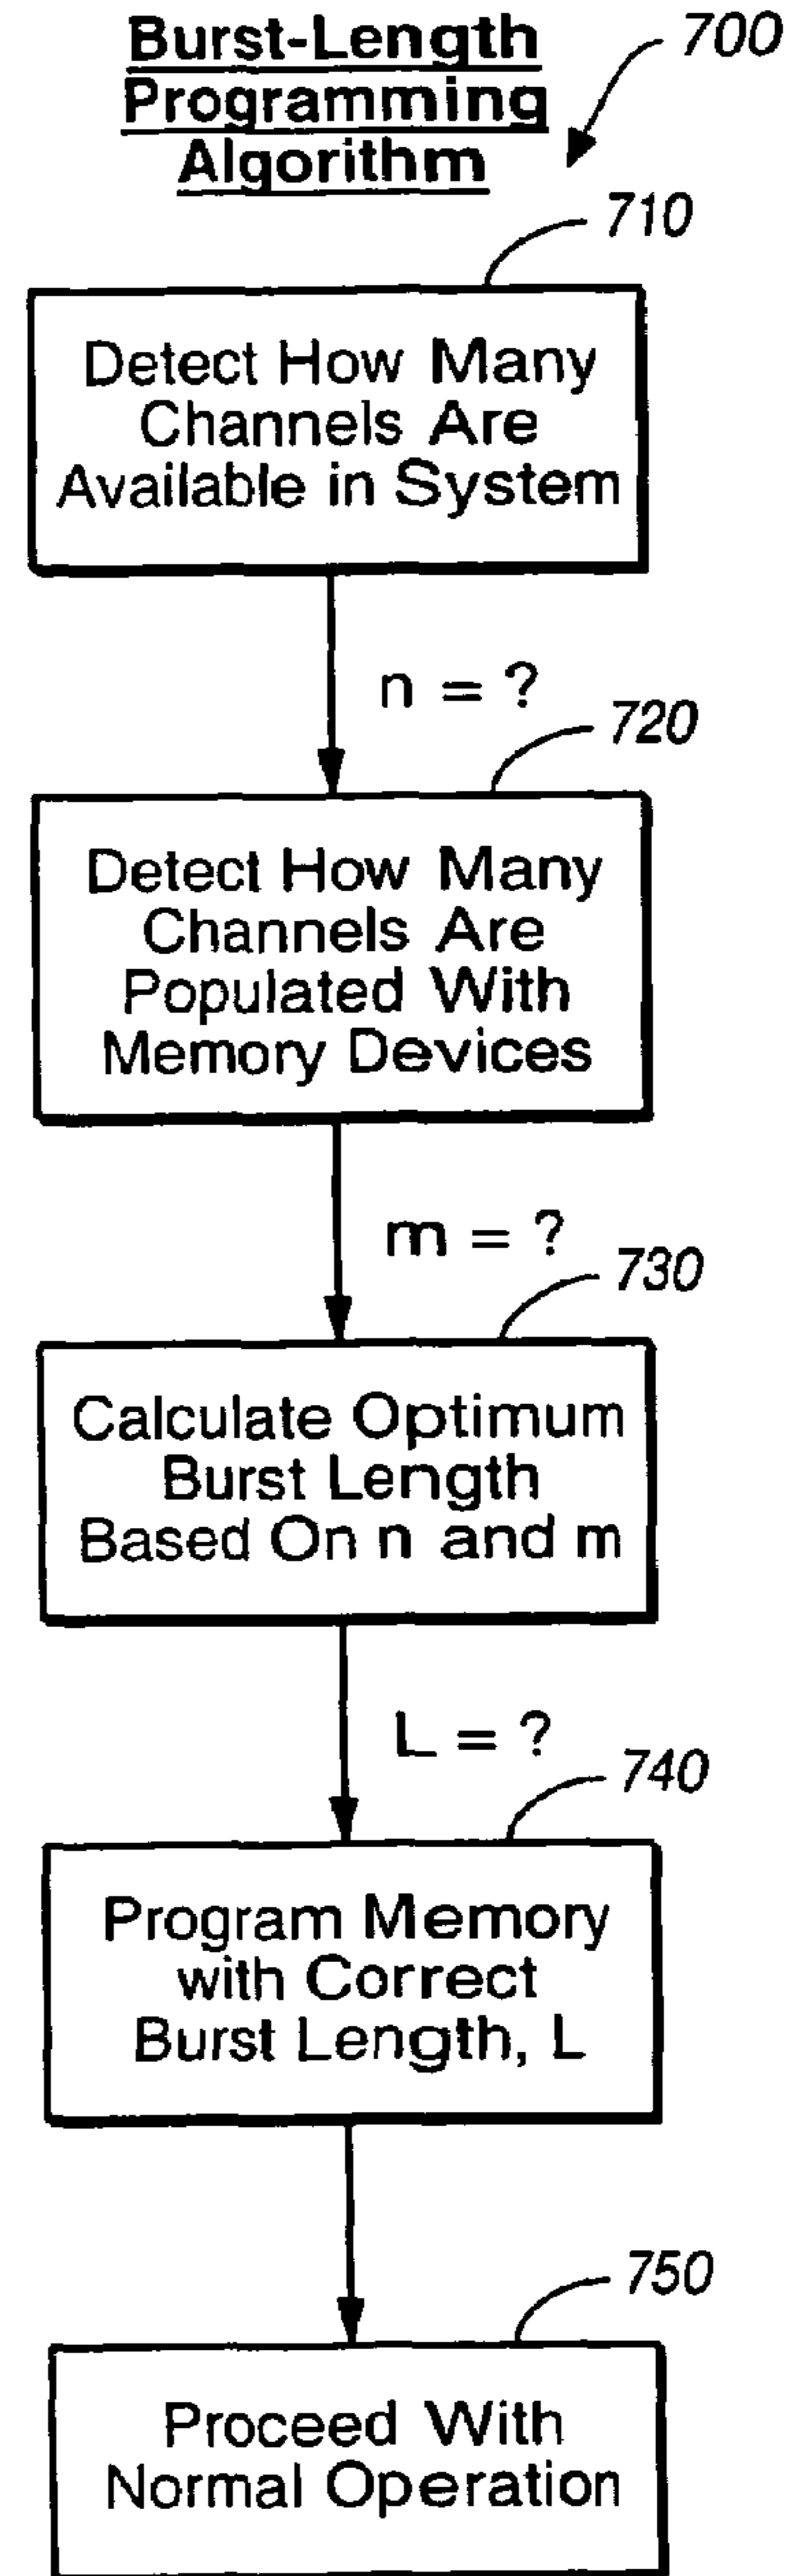 Burst-Length
Programming
Algorithm
700
710
Detect How Many
Channels Are
Available in System
n = ?
720
Detect How Many
Channels Are
Populated With
Memory Devices
m = ?
730
Calculate Optimum
Burst Length
Based On n and m
L = ?
740
Program Memory
with Correct
Burst Length, L
750
Proceed With
Normal Operation